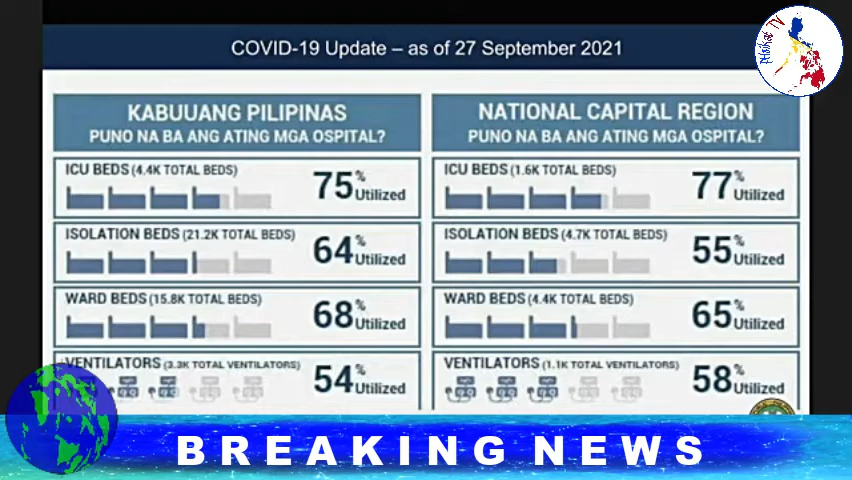 COVID-19 Update – as of 27 September 2021
PINAKAS TV
KABUUANG PILIPINAS
PUNO NA BA ANG ATING MGA OSPITAL?
ICU BEDS (4.4K TOTAL BEDS)
75% Utilized
ISOLATION BEDS (21.2K TOTAL BEDS)
64% Utilized
WARD BEDS (15.8K TOTAL BEDS)
68% Utilized
VENTILATORS (3.3K TOTAL VENTILATORS)
54% Utilized
NATIONAL CAPITAL REGION
PUNO NA BA ANG ATING MGA OSPITAL?
ICU BEDS (1.6K TOTAL BEDS)
77% Utilized
ISOLATION BEDS (4.7K TOTAL BEDS)
55% Utilized
WARD BEDS (4.4K TOTAL BEDS)
65% Utilized
VENTILATORS (1.1K TOTAL VENTILATORS)
58% Utilized
BREAKING NEWS